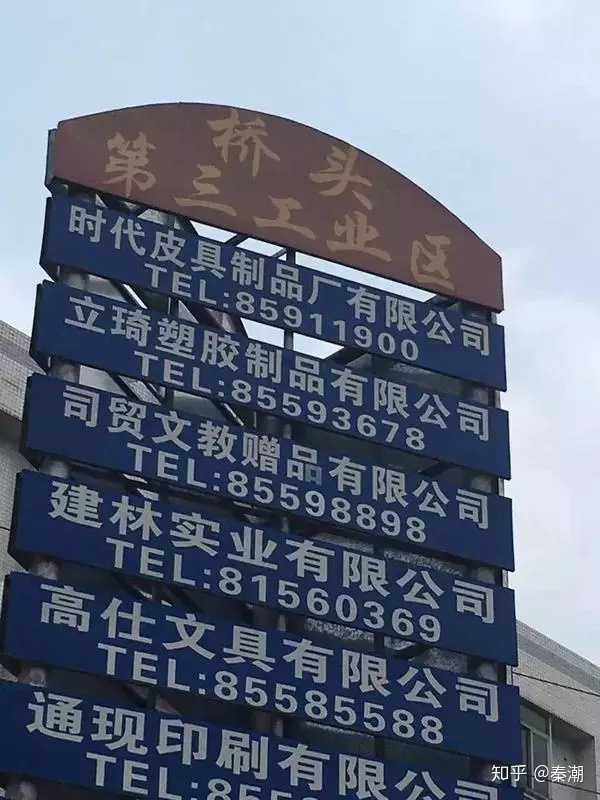 桥头
第三工业区
时代皮具制品厂有限公司
TEL:85911900
立琦塑胶制品有限公司
TEL:85593678
司贸文教赠品有限公司
TEL:85598898
建林实业有限公司
TEL:81560369
高仕文具有限公司
TEL:85585588
通现印刷有限公
知乎 @秦潮